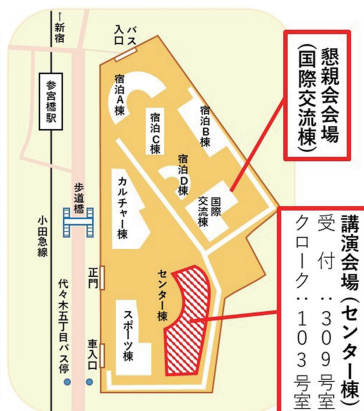 ←新宿
バス
入口
参宮橋駅
宿泊A棟
宿泊C棟
宿泊B棟
宿泊D棟
カルチャー棟
国際
交流棟
歩道橋
小田急線
正門
センター棟
代々木五丁目バス停
車入口
スポーツ棟
懇親会会場
(国際交流棟)
講演会場(センター棟)
受 付:309号室
クローク:103号室